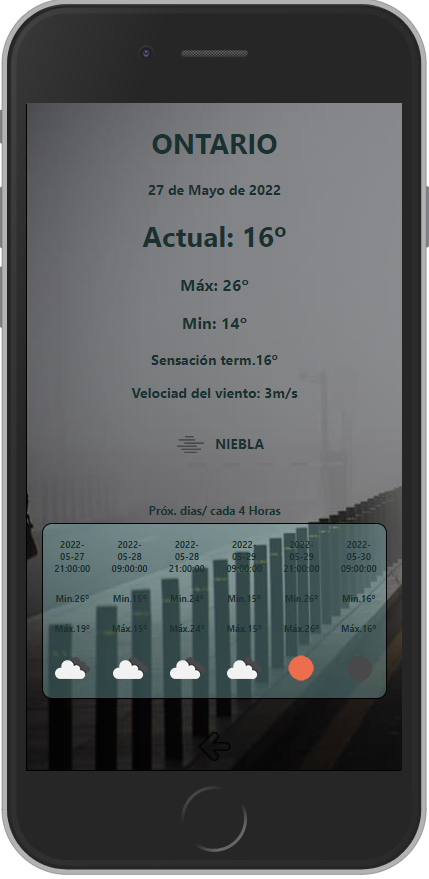 ONTARIO
27 de Mayo de 2022
Actual: 16º
Máx: 26º
Min: 14º
Sensación term.16º
Velociad del viento: 3m/s
NIEBLA
Próx. dias/ cada 4 Horas
2022- 2022- 2022- 2022- 2022- 2022-
05-27 05-28 05-28 05-29 05-29 05-30
21:00:00 09:00:00 21:00:00 09:00:00 21:00:00 09:00:00
Min.26º Min.15º Min.24º Min.15º Min.26º Min.16º
Máx.19º Máx.15º Máx.24º Máx.15º Máx.26º Máx.16º